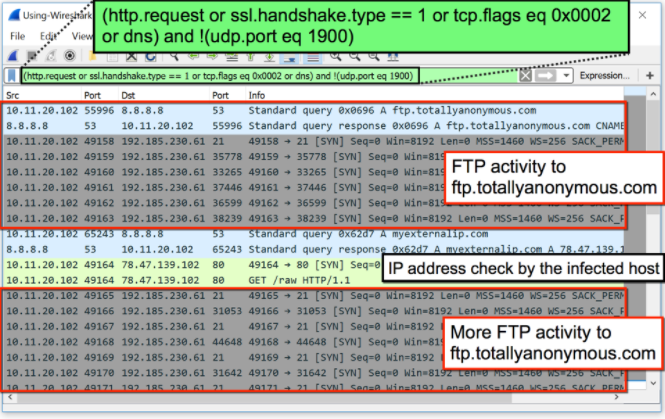 Using-Wireshark
(http.request or ssl.handshake.type == 1 or tcp.flags eq 0x0002
or dns) and !(udp.port eq 1900)
File Edit View
(http.request or ssl.handshake.type == 1 or tcp.flags eq 0x0002 or dns) and !(udp.port eq 1900)
Expression... +
Src Port Dst Port Info
10.11.20.102 55996 8.8.8.8 53 Standard query 0x0696 A ftp.totallyanonymous.com
8.8.8.8 53 10.11.20.102 55996 Standard query response 0x0696 A ftp.totallyanonymous.com CNAME
10.11.20.102 49158 192.185.230.61 21 49158 → 21 [SYN] Seq=0 Win=8192 Len=0 MSS=1460 WS=256 SACK_PERM
10.11.20.102 49159 192.185.230.61 35778 49159 → 35778 [SYN] Seq=0 Win=819
10.11.20.102 49160 192.185.230.61 33265 49160 → 33265 [SYN] Seq=0 Win=819
10.11.20.102 49161 192.185.230.61 37446 49161 → 37446 [SYN] Seq=0 Win=819
10.11.20.102 49162 192.185.230.61 36599 49162 → 36599 [SYN] Seq=0 Win=819
10.11.20.102 49163 192.185.230.61 38239 49163 → 38239 [SYN] Seq=0 Win=8192 Len=0 MSS=1460 WS=256 SACK_P
FTP activity to
ftp.totallyanonymous.com
10.11.20.102 65243 8.8.8.8 53 Standard query 0x62d7 A myexternalip.com
8.8.8.8 53 10.11.20.102 65243 Standard query response 0x62d7 A myexternalip.com A 78.47.139.1
10.11.20.102 49164 78.47.139.102 80 49164 → 80 [SYN] Seq=0
10.11.20.102 49164 78.47.139.102 80 GET /raw HTTP/1.1
IP address check by the infected host
10.11.20.102 49165 192.185.230.61 21 49165 → 21 [SYN] Seq=0 Win=8192 Len=0 MSS=1460 WS=256 SACK_PERM
10.11.20.102 49166 192.185.230.61 31053 49166 → 31053 [SYN] Seq=0 Win=8192 Len=0 MSS=1460 WS=256 SACK_P
10.11.20.102 49167 192.185.230.61 21 49167 → 21 [SYN] Seq=0 Win=8
10.11.20.102 49168 192.185.230.61 44648 49168 → 44648 [SYN] Seq=0 W
10.11.20.102 49169 192.185.230.61 21 49169 → 21 [SYN] Seq=0 Win=8
10.11.20.102 49170 192.185.230.61 31642 49170 → 31642 [SYN] Seq=0 W
10.11.20.102 49171 192.185.230.61 21 49171 → 21 [SYN] Seq=0 Win=8192 Len=0 MSS=1460 WS=256 SACK_PERM
More FTP activity to
ftp.totallyanonymous.com